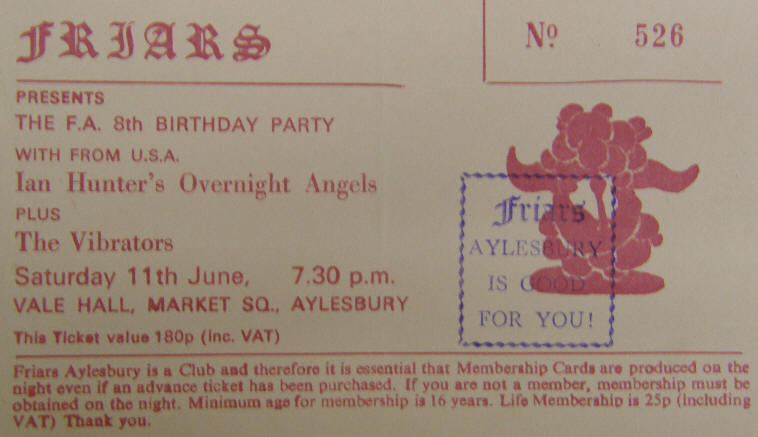 FRIARS
Nº 526
PRESENTS
THE F.A. 8th BIRTHDAY PARTY
WITH FROM U.S.A.
Ian Hunter's Overnight Angels
PLUS
The Vibrators
Saturday 11th June, 7.30 p.m.
VALE HALL, MARKET SQ., AYLESBURY
This Ticket value 180p (inc. VAT)
Friars
AYLESBURY
IS GOOD
FOR YOU!
Friars Aylesbury is a Club and therefore it is essential that Membership Cards are produced on the
night even if an advance ticket has been purchased. If you are not a member, membership must be
obtained on the night. Minimum age for membership is 16 years. Life Membership is 25p (including
VAT) Thank you.